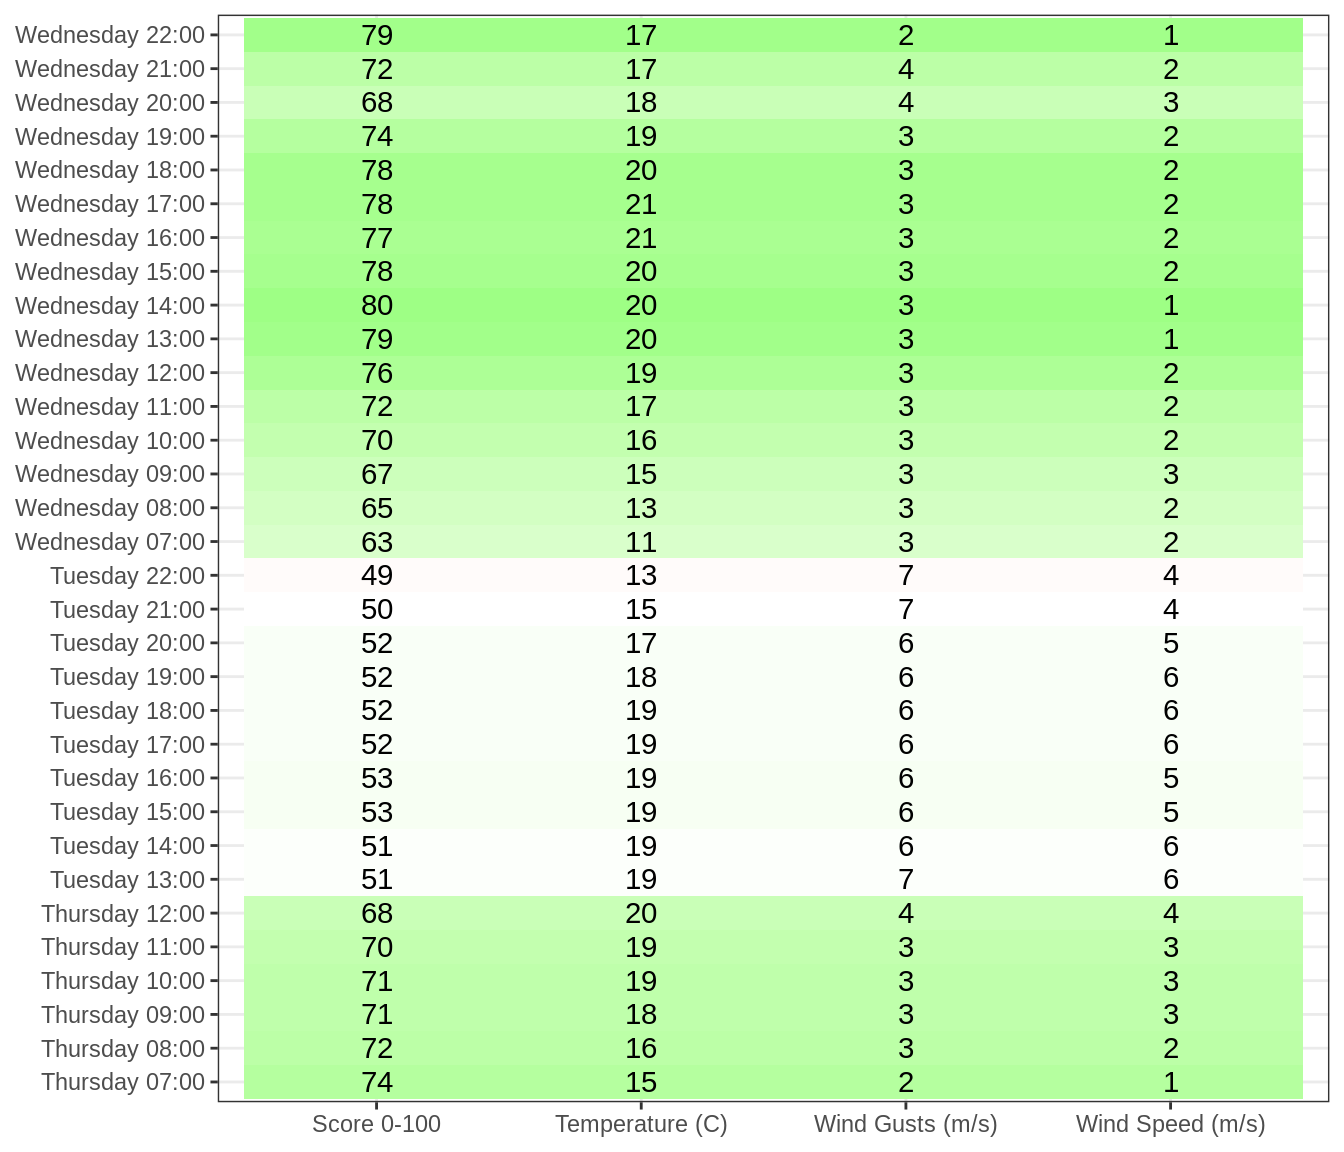 Wednesday 22:00 79 17 2 1
Wednesday 21:00 72 17 4 2
Wednesday 20:00 68 18 4 3
Wednesday 19:00 74 19 3 2
Wednesday 18:00 78 20 3 2
Wednesday 17:00 78 21 3 2
Wednesday 16:00 77 21 3 2
Wednesday 15:00 78 20 3 2
Wednesday 14:00 80 20 3 1
Wednesday 13:00 79 20 3 1
Wednesday 12:00 76 19 3 2
Wednesday 11:00 72 17 3 2
Wednesday 10:00 70 16 3 2
Wednesday 09:00 67 15 3 3
Wednesday 08:00 65 13 3 2
Wednesday 07:00 63 11 3 2
Tuesday 22:00 49 13 7 4
Tuesday 21:00 50 15 7 4
Tuesday 20:00 52 17 6 5
Tuesday 19:00 52 18 6 6
Tuesday 18:00 52 19 6 6
Tuesday 17:00 52 19 6 6
Tuesday 16:00 53 19 6 5
Tuesday 15:00 53 19 6 5
Tuesday 14:00 51 19 6 6
Tuesday 13:00 51 19 7 6
Thursday 12:00 68 20 4 4
Thursday 11:00 70 19 3 3
Thursday 10:00 71 19 3 3
Thursday 09:00 71 18 3 3
Thursday 08:00 72 16 3 2
Thursday 07:00 74 15 2 1
Score 0-100 Temperature (C) Wind Gusts (m/s) Wind Speed (m/s)